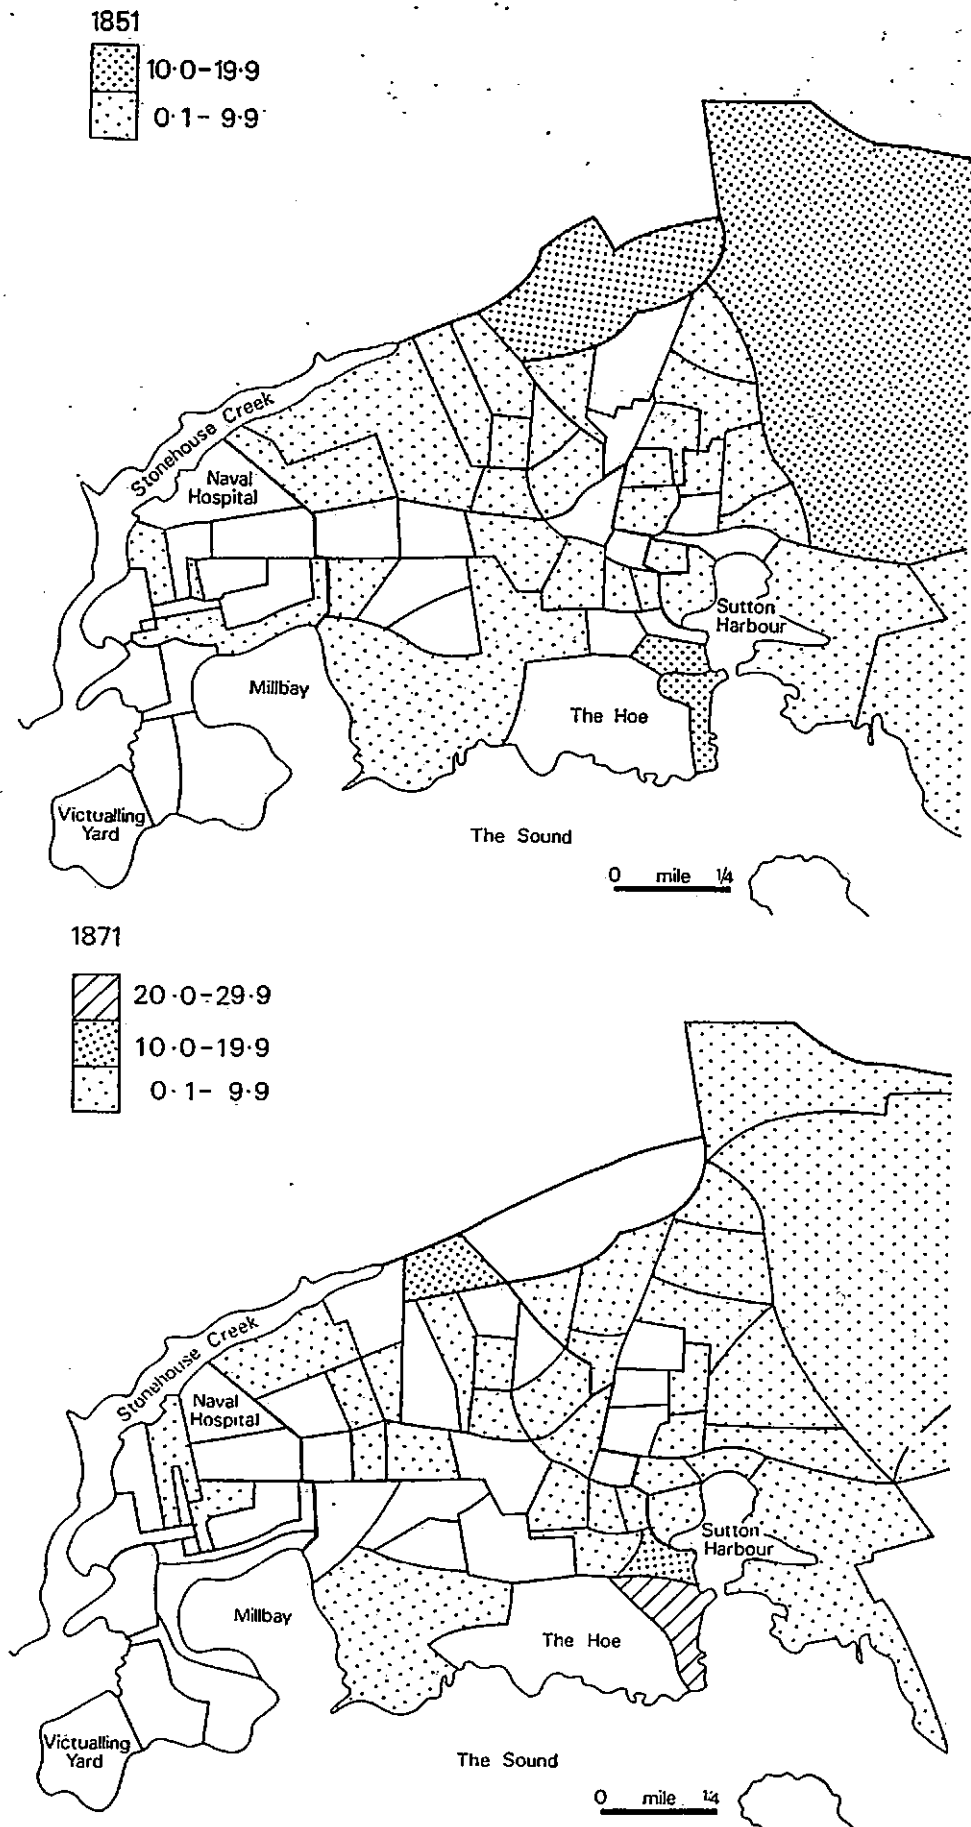 1851
10·0-19·9
0·1- 9·9
Stonehouse Creek
Naval
Hospital
Sutton
Harbour
Millbay
The Hoe
Victualling
Yard
The Sound
0 mile 1/4
1871
20·0-29·9
10·0-19·9
0·1- 9·9
Stonehouse Creek
Naval
Hospital
Sutton
Harbour
Millbay
The Hoe
Victualling
Yard
The Sound
0 mile 1/4